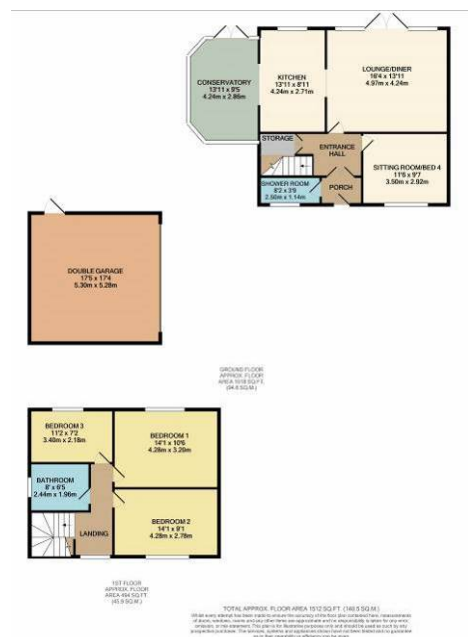 CONSERVATORY
13'11 x 9'5
4.24m x 2.86m
KITCHEN
13'11 x 8'11
4.24m x 2.71m
LOUNGE/DINER
16'4 x 13'11
4.97m x 4.24m
STORAGE
ENTRANCE
HALL
SITTING ROOM/BED 4
11'6 x 9'7
3.50m x 2.92m
SHOWER ROOM
8'2 x 3'9
2.50m x 1.14m
PORCH
DOUBLE GARAGE
17'5 x 17'4
5.30m x 5.28m
GROUND FLOOR
APPROX. FLOOR
AREA 1018 SQ.FT.
BEDROOM 3
11'2 x 7'2
3.40m x 2.18m
BEDROOM 1
14'1 x 10'6
4.28m x 3.20m
BATHROOM
8' x 6'5
2.44m x 1.96m
BEDROOM 2
14'1 x 9'1
4.28m x 2.78m
LANDING
1ST FLOOR
APPROX. FLOOR
AREA 494 SQ.FT.
(45.9 SQ.M.)
TOTAL APPROX. FLOOR AREA 1512 SQ.FT. (140.5 SQ.M.)